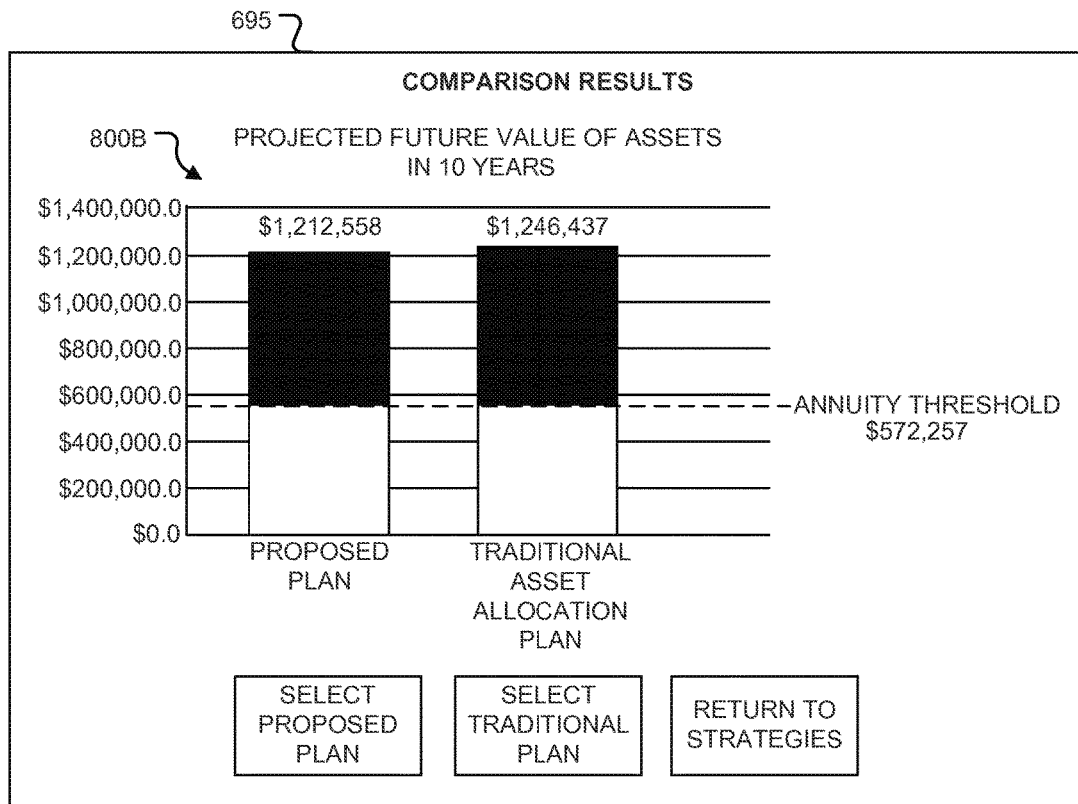 695
COMPARISON RESULTS
800B
PROJECTED FUTURE VALUE OF ASSETS
IN 10 YEARS
$1,400,000.0
$1,212,558
$1,246,437
$1,200,000.0
$1,000,000.0
$800,000.0
$600,000.0
ANNUITY THRESHOLD
$572,257
$400,000.0
$200,000.0
$0.0
PROPOSED
PLAN
TRADITIONAL
ASSET
ALLOCATION
PLAN
SELECT
PROPOSED
PLAN
SELECT
TRADITIONAL
PLAN
RETURN TO
STRATEGIES